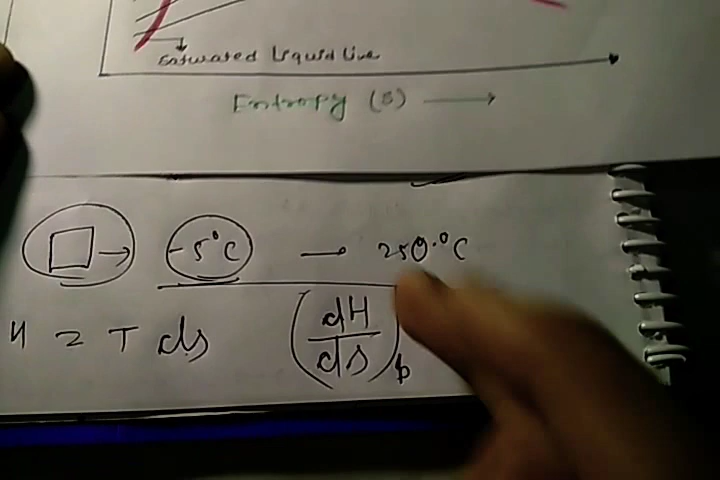 Saturated Liquid Line
Entropy (S) →
□→ -5°C → 250.°C
H = T ds (dH/ds)p